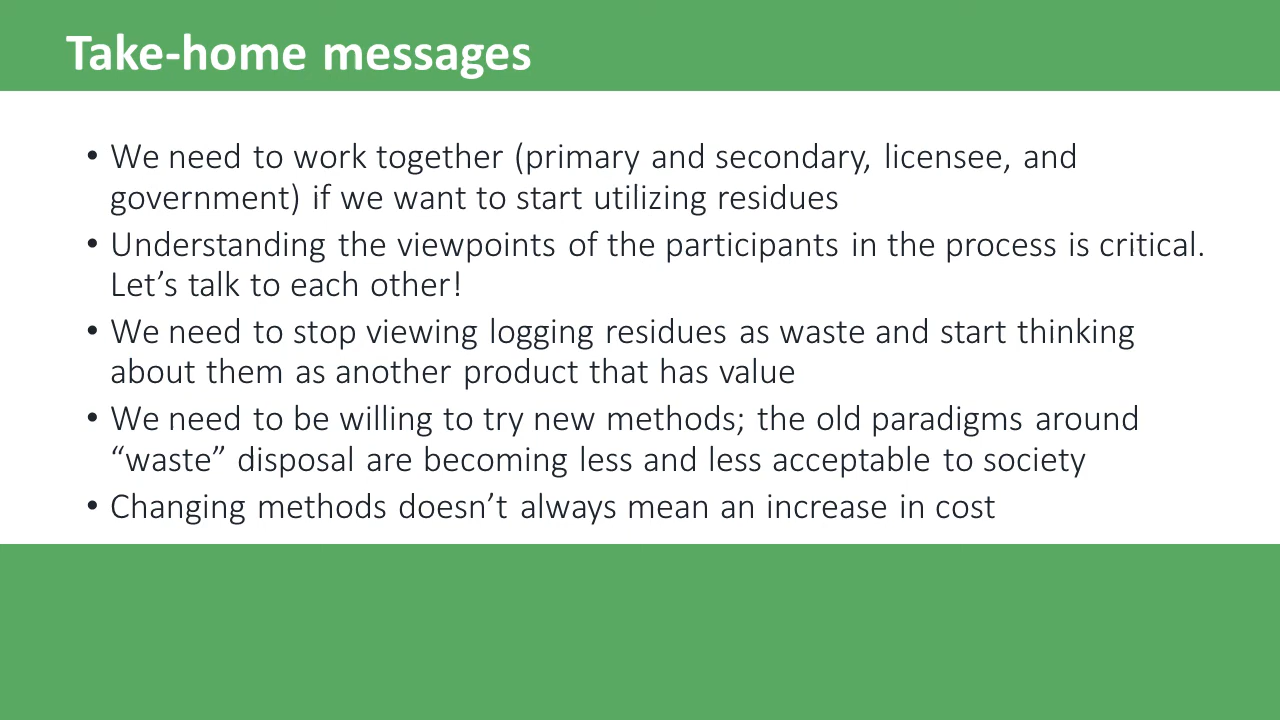 Take-home messages
• We need to work together (primary and secondary, licensee, and
government) if we want to start utilizing residues
• Understanding the viewpoints of the participants in the process is critical.
Let’s talk to each other!
• We need to stop viewing logging residues as waste and start thinking
about them as another product that has value
• We need to be willing to try new methods; the old paradigms around
“waste” disposal are becoming less and less acceptable to society
• Changing methods doesn’t always mean an increase in cost